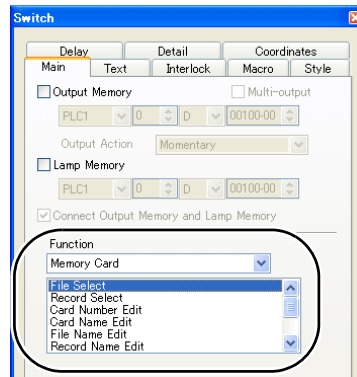 Switch
Delay Detail Coordinates
Main Text Interlock Macro Style
Output Memory Multi-output
PLC1 0 D 00100-00
Output Action Momentary
Lamp Memory
PLC1 0 D 00100-00
Connect Output Memory and Lamp Memory
Function
Memory Card
File Select
Record Select
Card Number Edit
Card Name Edit
File Name Edit
Record Name Edit